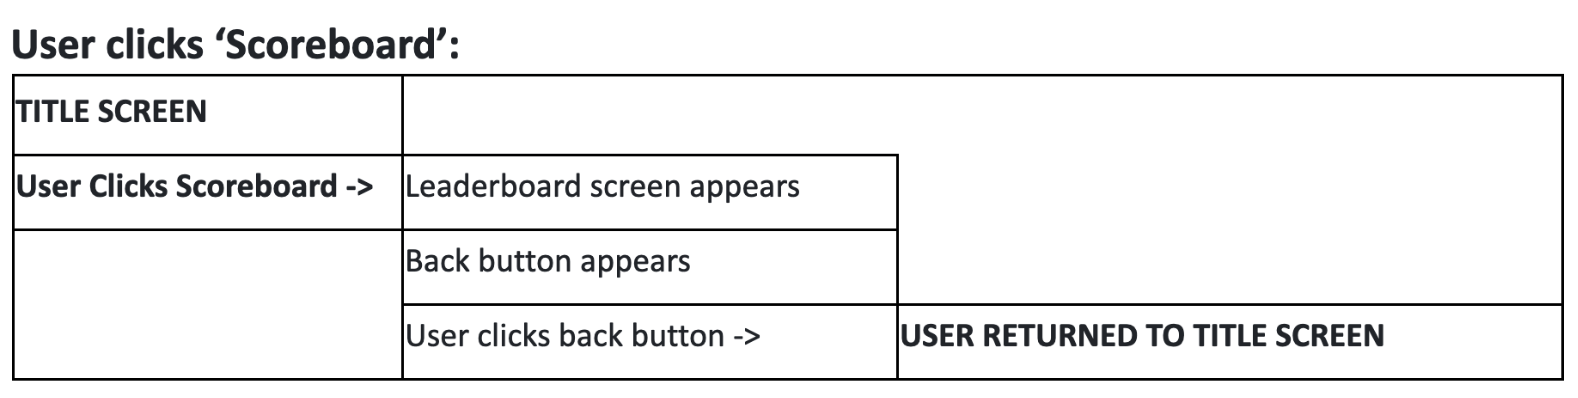 User clicks ‘Scoreboard’:
TITLE SCREEN
User Clicks Scoreboard -> Leaderboard screen appears
Back button appears
User clicks back button -> USER RETURNED TO TITLE SCREEN